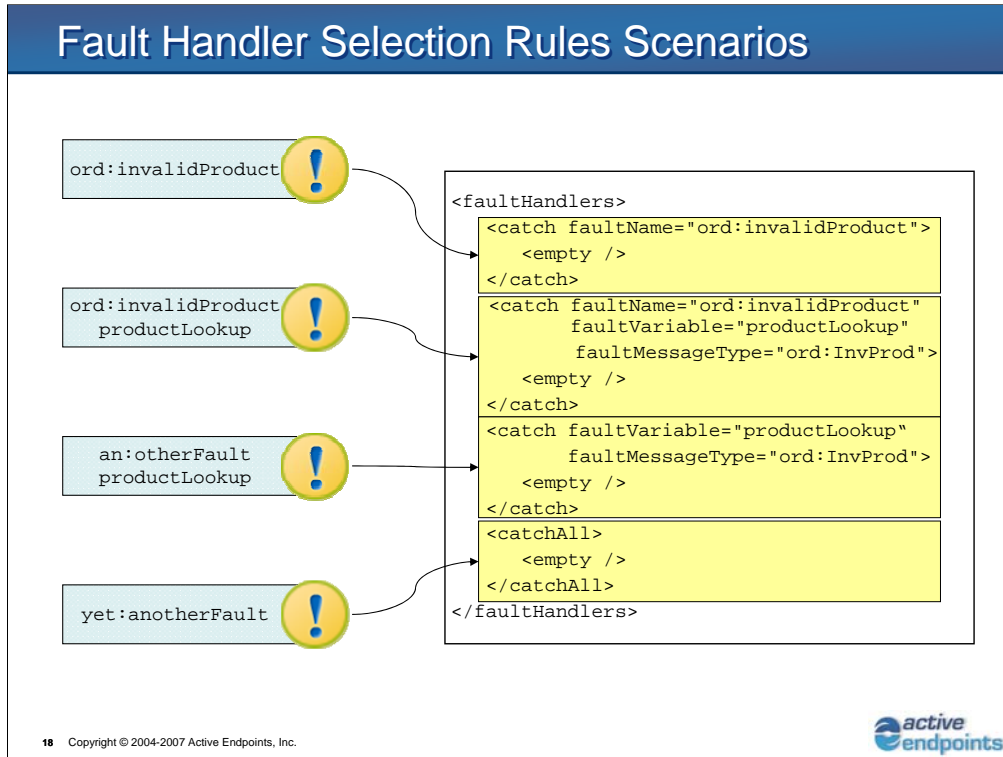 Fault Handler Selection Rules Scenarios
ord:invalidProduct
ord:invalidProduct
productLookup
an:otherFault
productLookup
yet:anotherFault
<faultHandlers>
<catch faultName="ord:invalidProduct">
<empty />
</catch>
<catch faultName="ord:invalidProduct"
faultVariable="productLookup"
faultMessageType="ord:InvProd">
<empty />
</catch>
<catch faultVariable="productLookup“
faultMessageType="ord:InvProd">
<empty />
</catch>
<catchAll>
<empty />
</catchAll>
</faultHandlers>
18 Copyright © 2004-2007 Active Endpoints, Inc.
active
endpoints